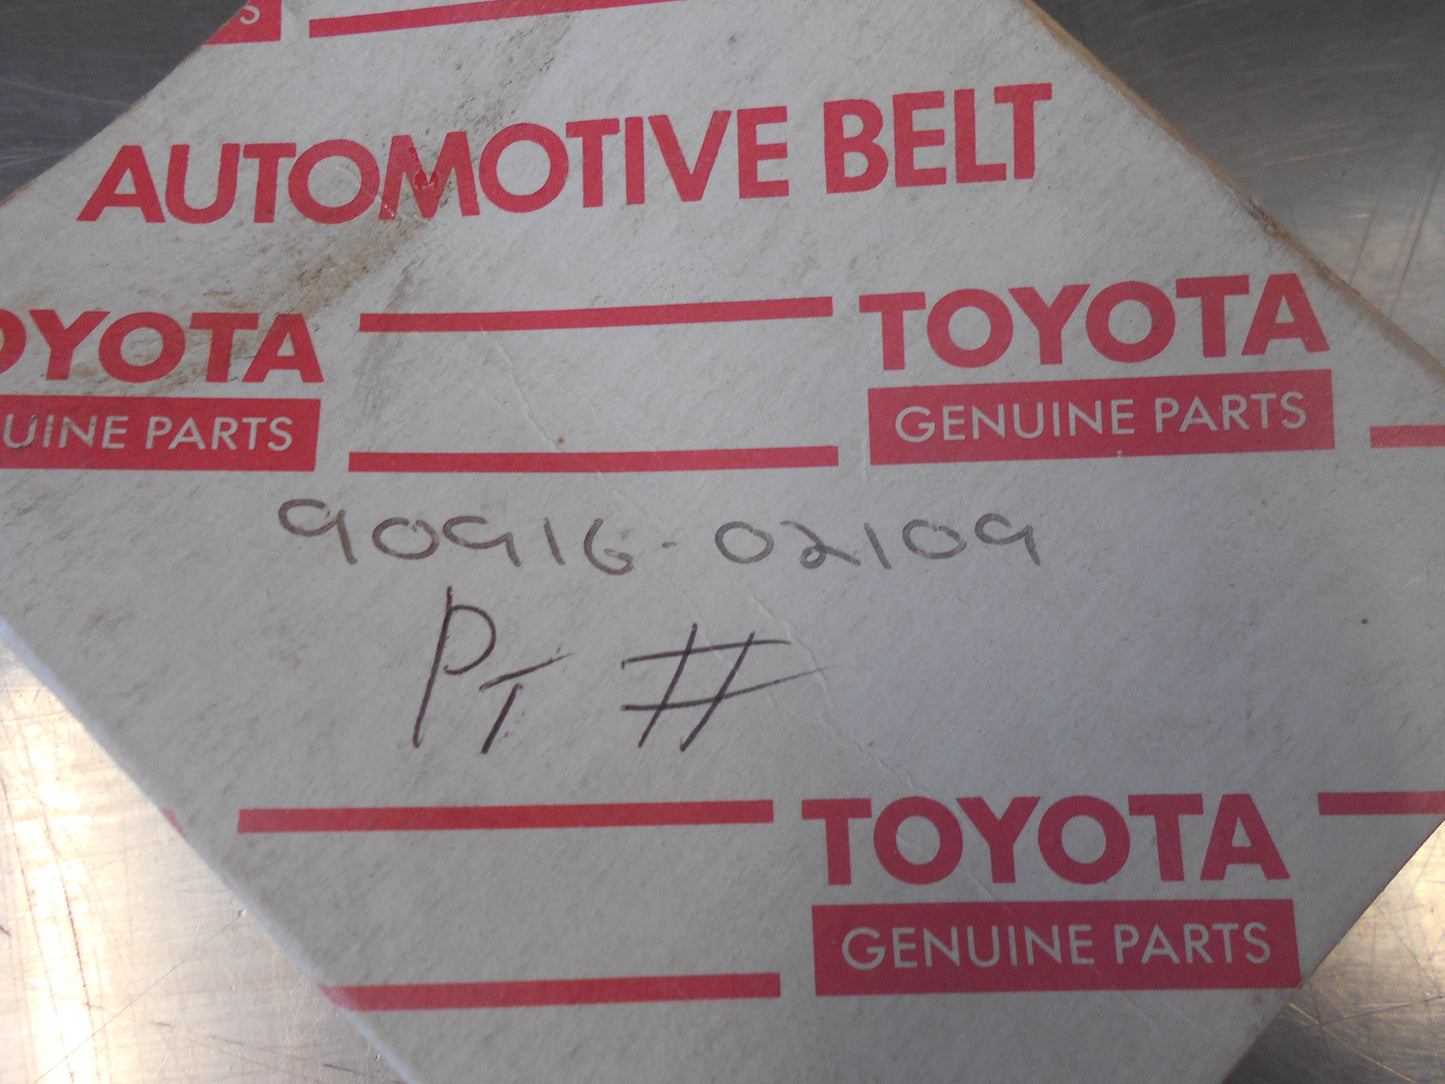 S
AUTOMOTIVE BELT
OYOTA
UINE PARTS
TOYOTA
GENUINE PARTS
90916-02109
PT #
TOYOTA
GENUINE PARTS